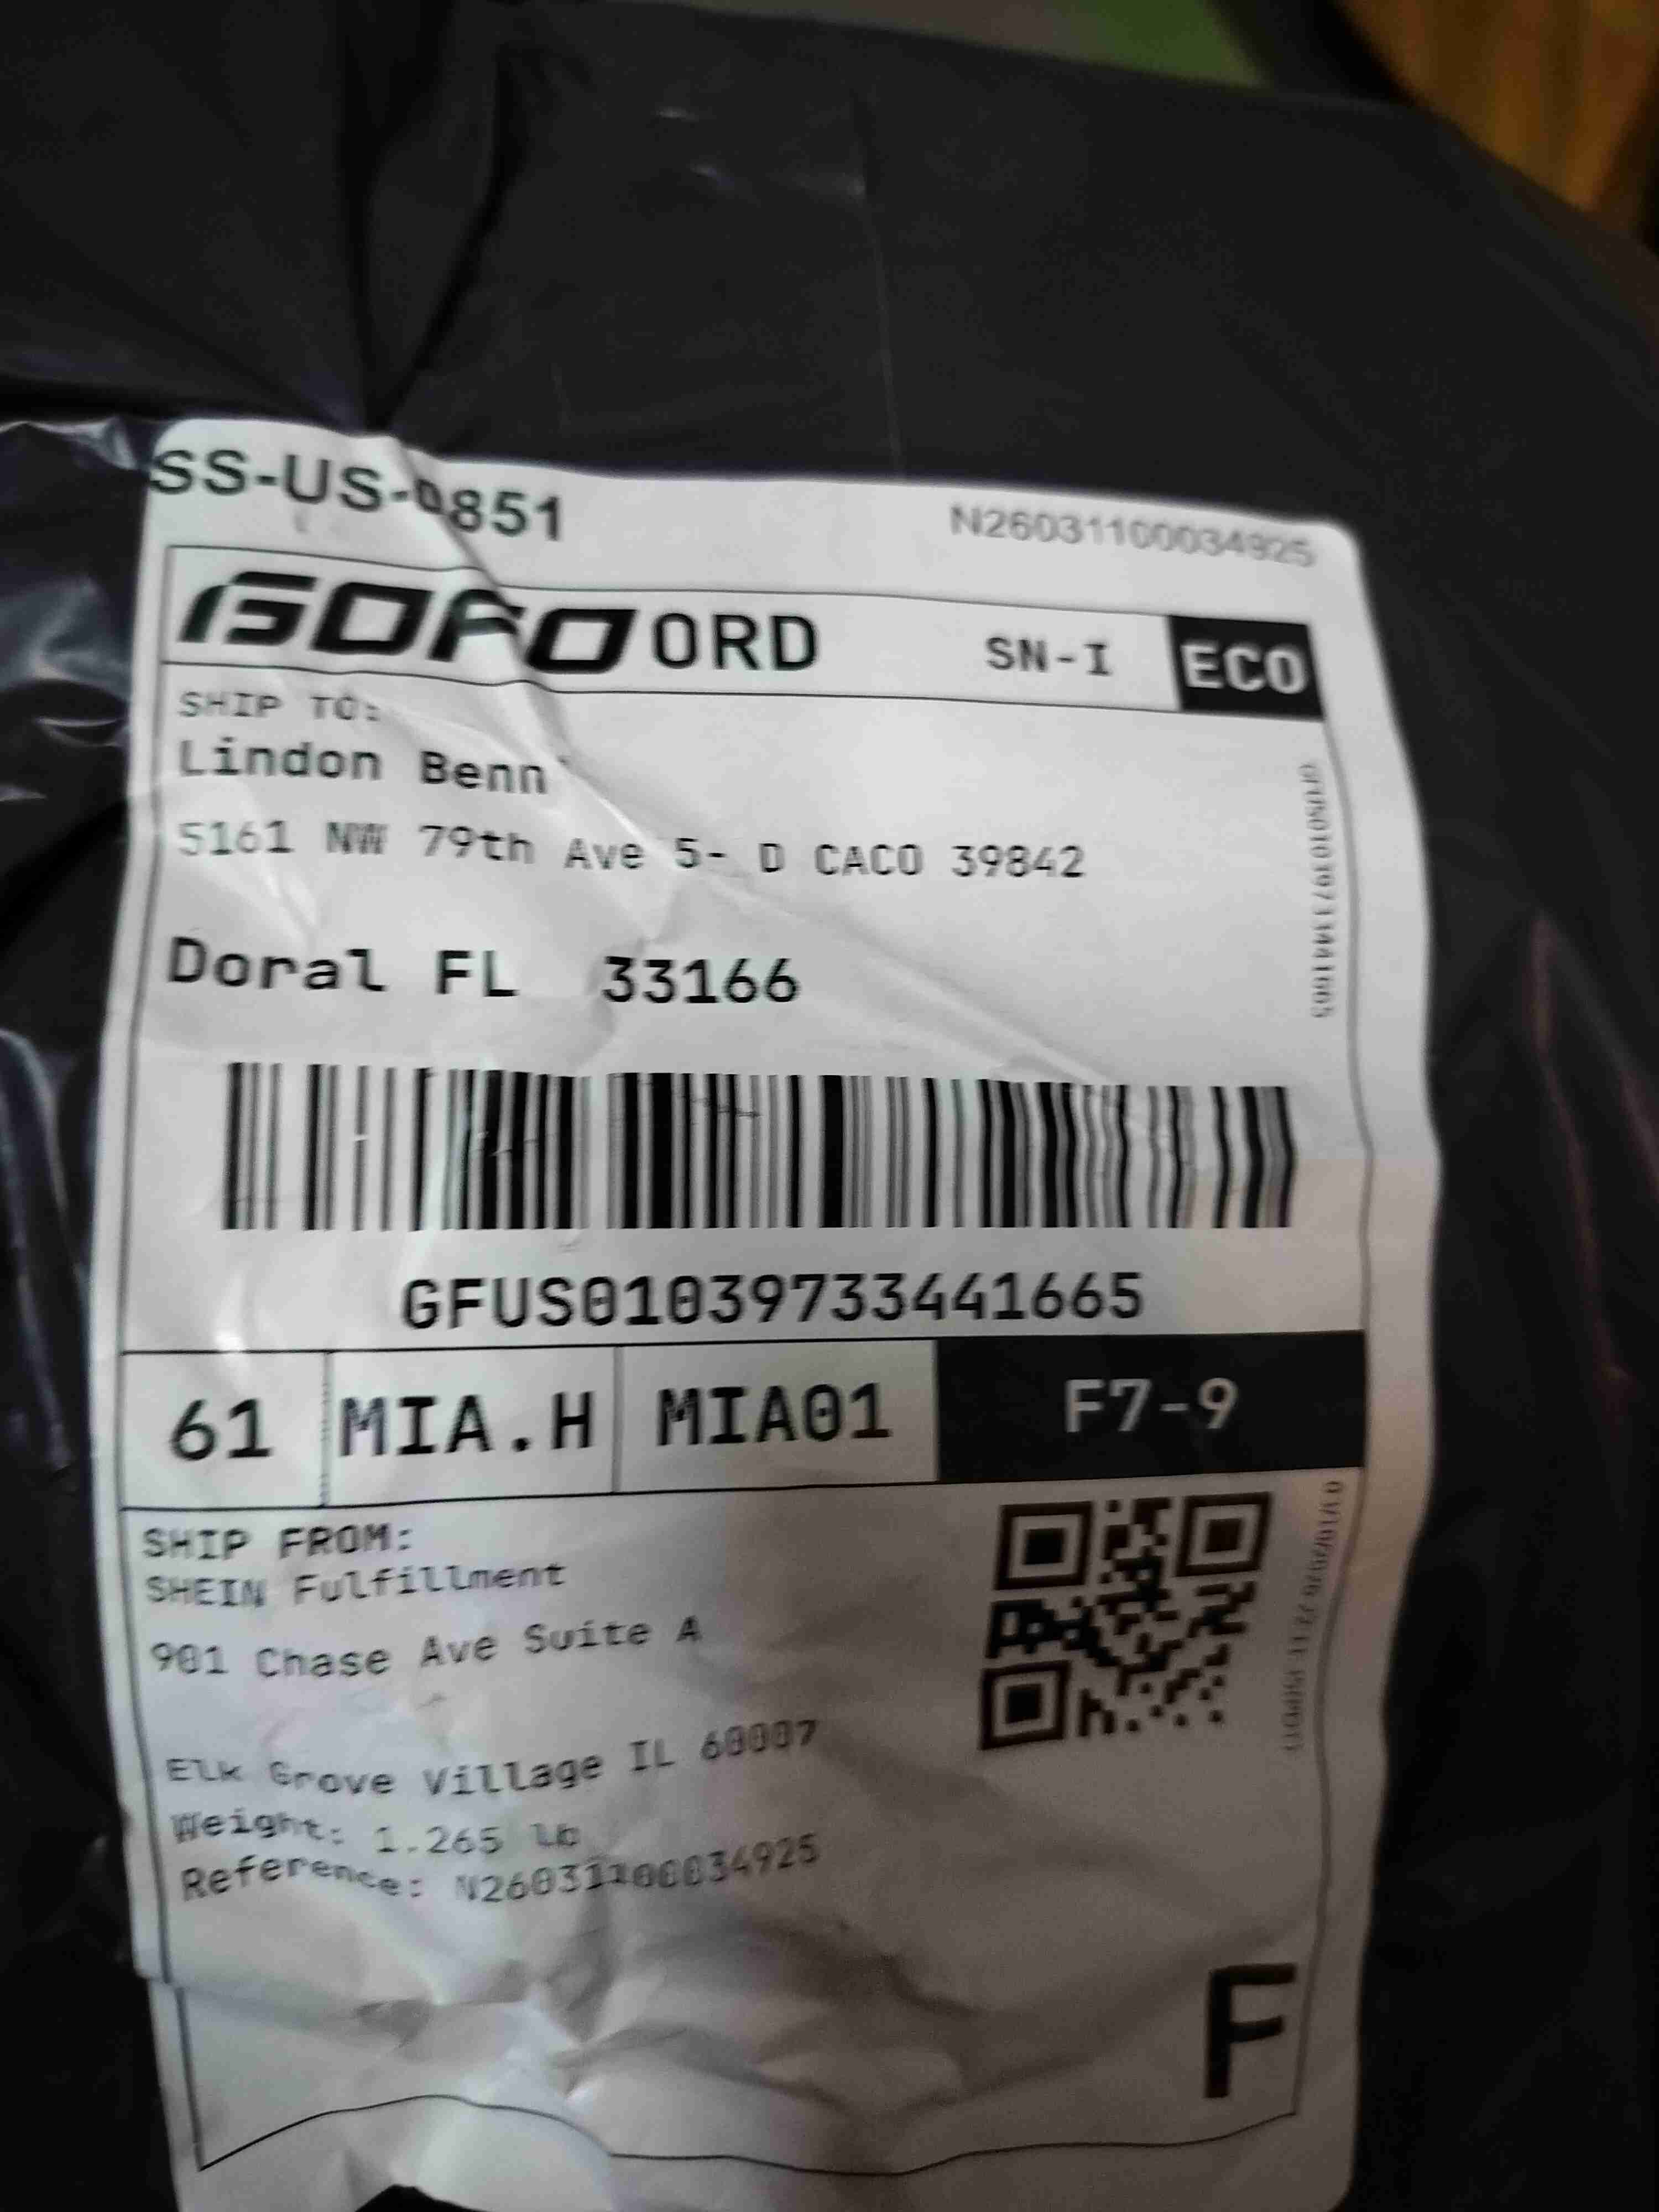 SS-US-0851
N26031100034925
GOFO ORD SN-I ECO
SHIP TO:
Lindon Benn
5161 NW 79th Ave 5- D CACO 39842
Doral FL 33166
GFUS01039733441665
GFUS01039733441665
61 MIA.H MIA01 F7-9
SHIP FROM:
SHEIN Fulfillment
901 Chase Ave Suite A
Elk Grove Village IL 60007
Weight: 1.265 lb
Reference: N26031100034925
F